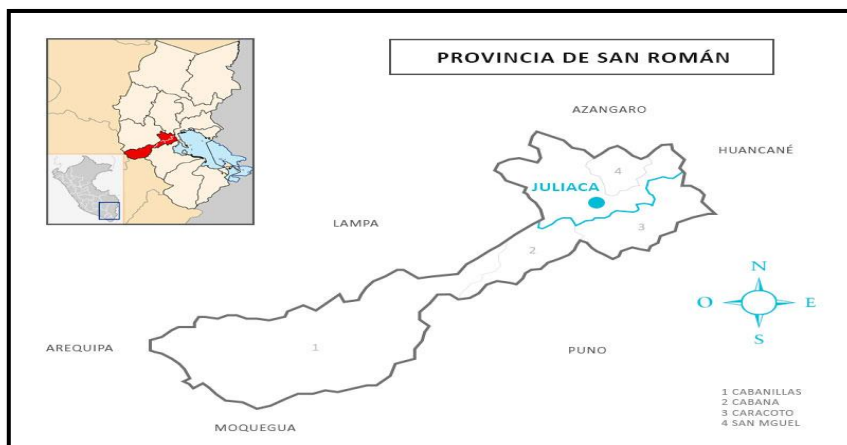 PROVINCIA DE SAN ROMÁN
AZANGARO
HUANCANÉ
4
JULIACA
LAMPA
3
2
N
O
E
S
AREQUIPA
1
PUNO
MOQUEGUA
1 CABANILLAS
2 CABANA
3 CARACOTO
4 SAN MGUEL